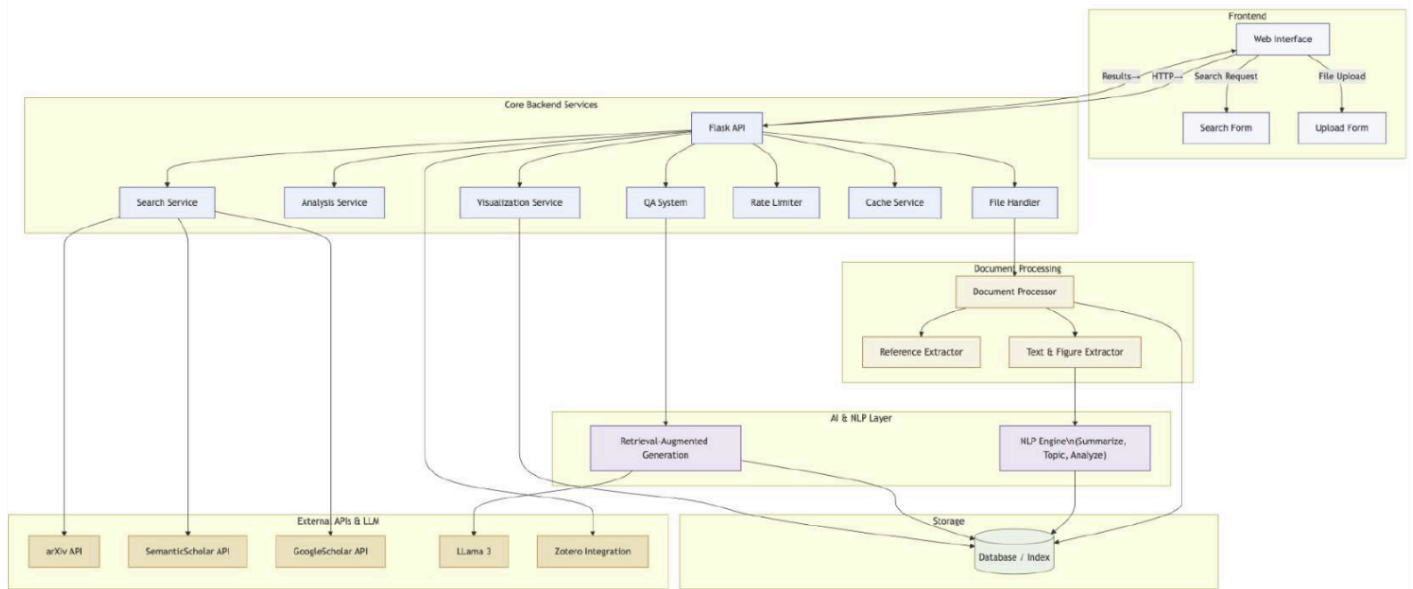 Frontend
Web Interface
Results→
HTTP→
Search Request
File Upload
Search Form
Upload Form
Core Backend Services
Flask API
Search Service
Analysis Service
Visualization Service
QA System
Rate Limiter
Cache Service
File Handler
Document Processing
Document Processor
Reference Extractor
Text & Figure Extractor
AI & NLP Layer
Retrieval-Augmented
Generation
NLP Engine\n(Summarize,
Topic, Analyze)
External APIs & LLM
arXiv API
SemanticScholar API
GoogleScholar API
LLama 3
Zotero Integration
Storage
Database / Index